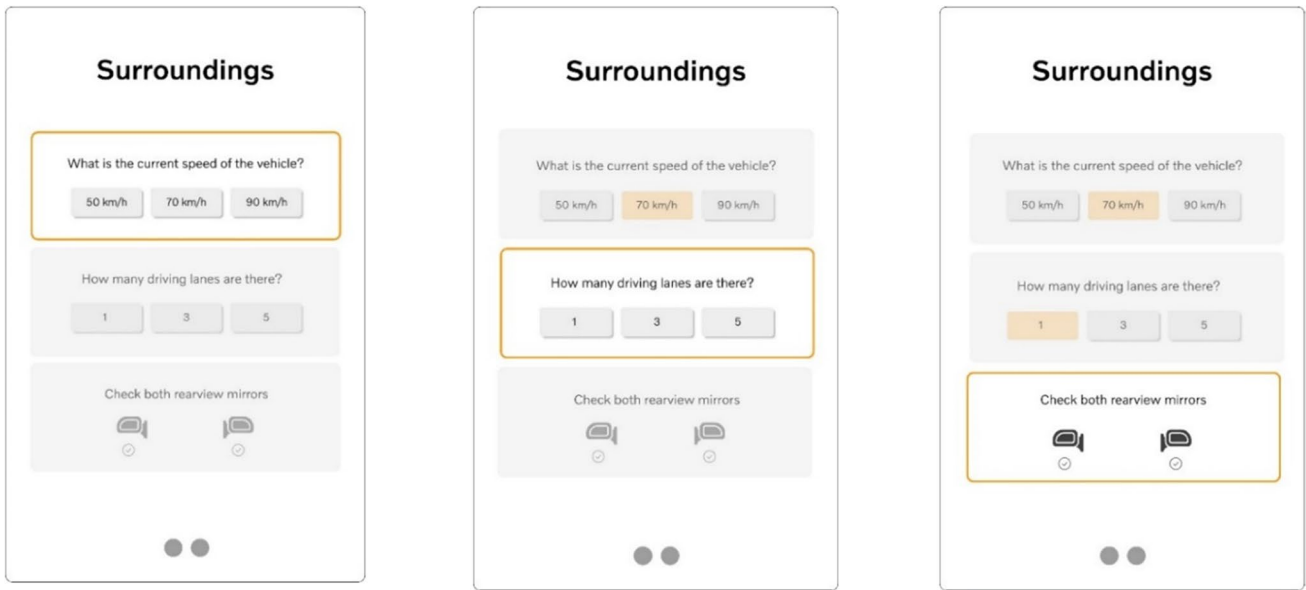 Surroundings
What is the current speed of the vehicle?
50 km/h 70 km/h 90 km/h
How many driving lanes are there?
1 3 5
Check both rearview mirrors
Surroundings
What is the current speed of the vehicle?
50 km/h 70 km/h 90 km/h
How many driving lanes are there?
1 3 5
Check both rearview mirrors
Surroundings
What is the current speed of the vehicle?
50 km/h 70 km/h 90 km/h
How many driving lanes are there?
1 3 5
Check both rearview mirrors